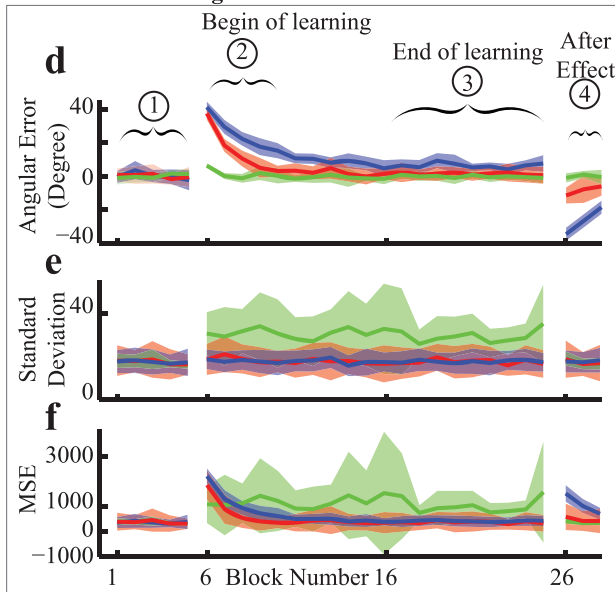 Begin of learning
d
②
End of learning
③
After
Effect
④
①
Angular Error
(Degree)
40
0
−40
e
Standard
Deviation
40
0
f
MSE
3000
1000
0
−1000
1
6
Block Number
16
26